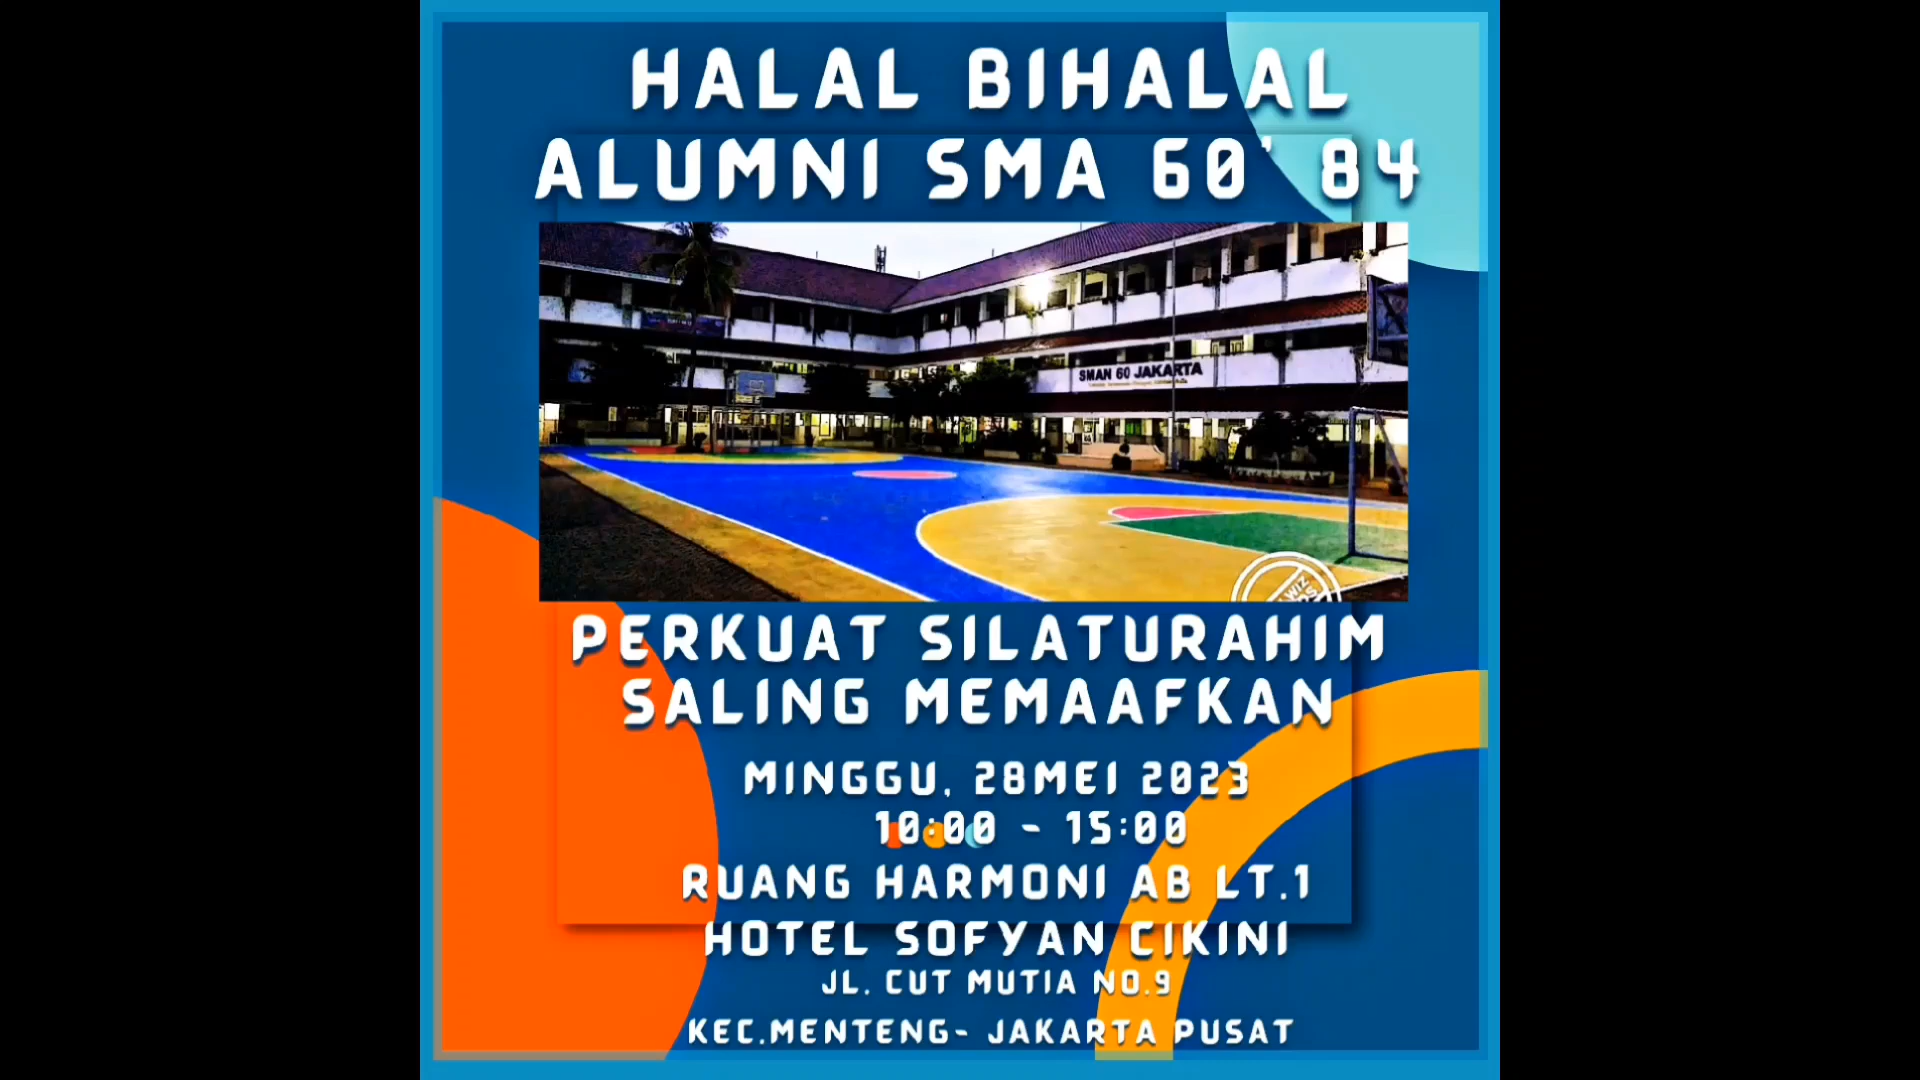 HALAL BIHALAL
ALUMNI SMA 60' 84
SMAN 60 JAKARTA
PERKUAT SILATURAHIM
SALING MEMAAFKAN
MINGGU, 28MEI 2023
10:00 - 15:00
RUANG HARMONI AB LT.1
HOTEL SOFYAN CIKINI
JL. CUT MUTIA NO.9
KEC.MENTENG- JAKARTA PUSAT